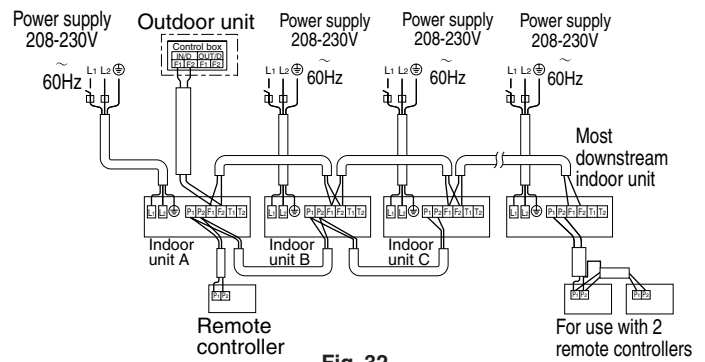 Power supply
208-230V
~
60Hz
L1 L2
Outdoor unit
Control box
IN/D OUT/D
F1 F2 F1 F2
Power supply
208-230V
~
60Hz
L1 L2
Power supply
208-230V
~
60Hz
L1 L2
Power supply
208-230V
~
60Hz
L1 L2
Most
downstream
indoor unit
L1 L2 P1 P2 F1 F2 T1 T2
L1 L2 P1 P2 F1 F2 T1 T2
L1 L2 P1 P2 F1 F2 T1 T2
L1 L2 P1 P2 F1 F2 T1 T2
Indoor
unit A
Indoor
unit B
Indoor
unit C
P1 P2
P1 P2
P1 P2
Remote
controller
For use with 2
remote controllers
Fig. 32